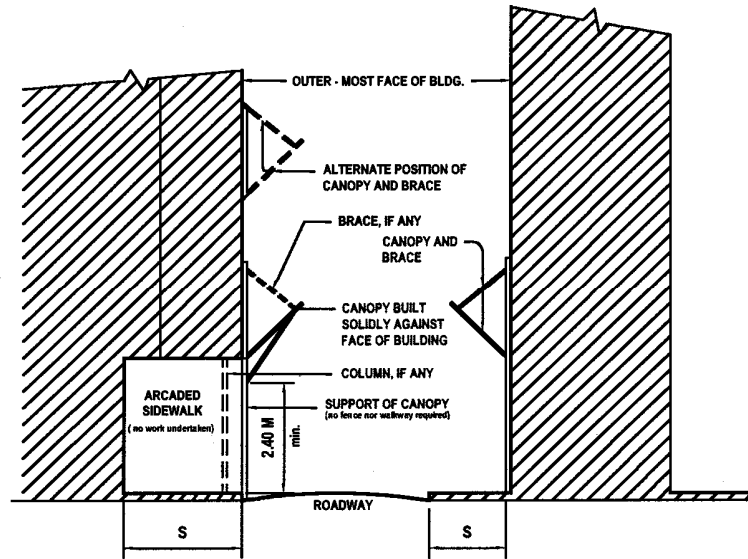 OUTER - MOST FACE OF BLDG.
ALTERNATE POSITION OF
CANOPY AND BRACE
BRACE, IF ANY
CANOPY AND
BRACE
CANOPY BUILT
SOLIDLY AGAINST
FACE OF BUILDING
COLUMN, IF ANY
ARCADED
SIDEWALK
( no work undertaken)
SUPPORT OF CANOPY
(no fence nor walkway required)
2.40 M
min.
ROADWAY
S
S